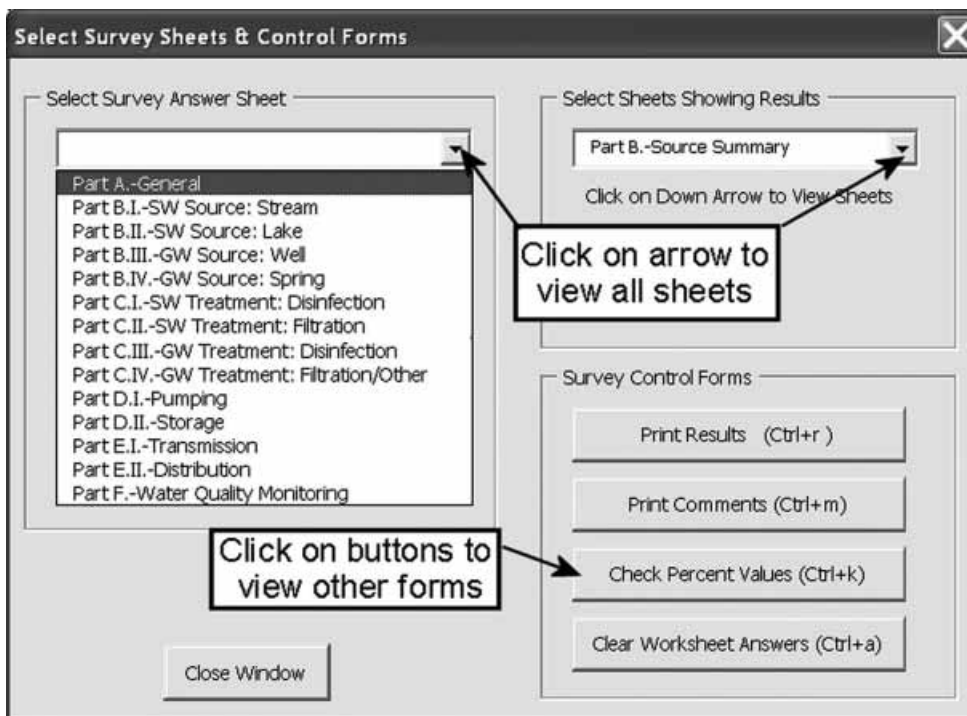 Select Survey Sheets & Control Forms
Select Survey Answer Sheet
Part A.-General
Part B.I.-SW Source: Stream
Part B.II.-SW Source: Lake
Part B.III.-GW Source: Well
Part B.IV.-GW Source: Spring
Part C.I.-SW Treatment: Disinfection
Part C.II.-SW Treatment: Filtration
Part C.III.-GW Treatment: Disinfection
Part C.IV.-GW Treatment: Filtration/Other
Part D.I.-Pumping
Part D.II.-Storage
Part E.I.-Transmission
Part E.II.-Distribution
Part F.-Water Quality Monitoring
Select Sheets Showing Results
Part B.-Source Summary
Click on Down Arrow to View Sheets
Click on arrow to
view all sheets
Survey Control Forms
Print Results (Ctrl+r )
Print Comments (Ctrl+m)
Click on buttons to
view other forms
Check Percent Values (Ctrl+k)
Clear Worksheet Answers (Ctrl+a)
Close Window